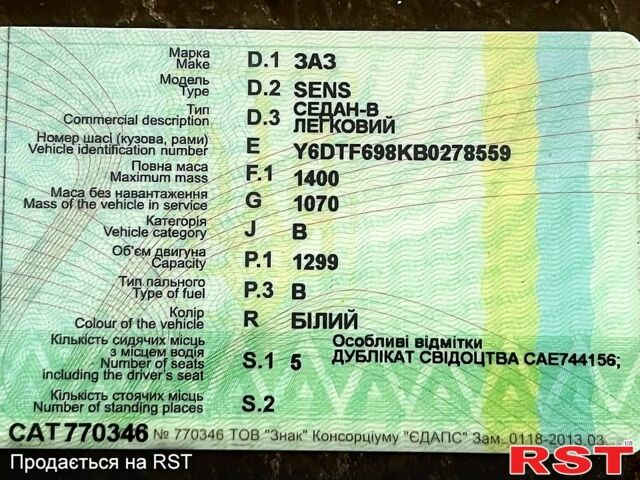 Марка
Make D.1 ЗАЗ
Модель
Type D.2 SENS
Тип
Commercial description D.3 СЕДАН-В
ЛЕГКОВИЙ
Номер шасі (кузова, рами)
Vehicle identification number E Y6DTF698KB0278559
Повна маса
Maximum mass F.1 1400
Маса без навантаження
Mass of the vehicle in service G 1070
Категорія
Vehicle category J B
Об'єм двигуна
Capacity P.1 1299
Тип пального
Type of fuel P.3 B
Колір
Colour of the vehicle R БІЛИЙ
Кількість сидячих місць
з місцем водія
Number of seats
including the driver's seat S.1 5
Особливі відмітки
ДУБЛІКАТ СВІДОЦТВА САЕ744156;
Кількість стоячих місць
Number of standing places S.2
САТ770346 № 770346 ТОВ "Знак" Консорціуму "ЄДАПС" Зам. 0118-2013 03
Продається на RST
RST